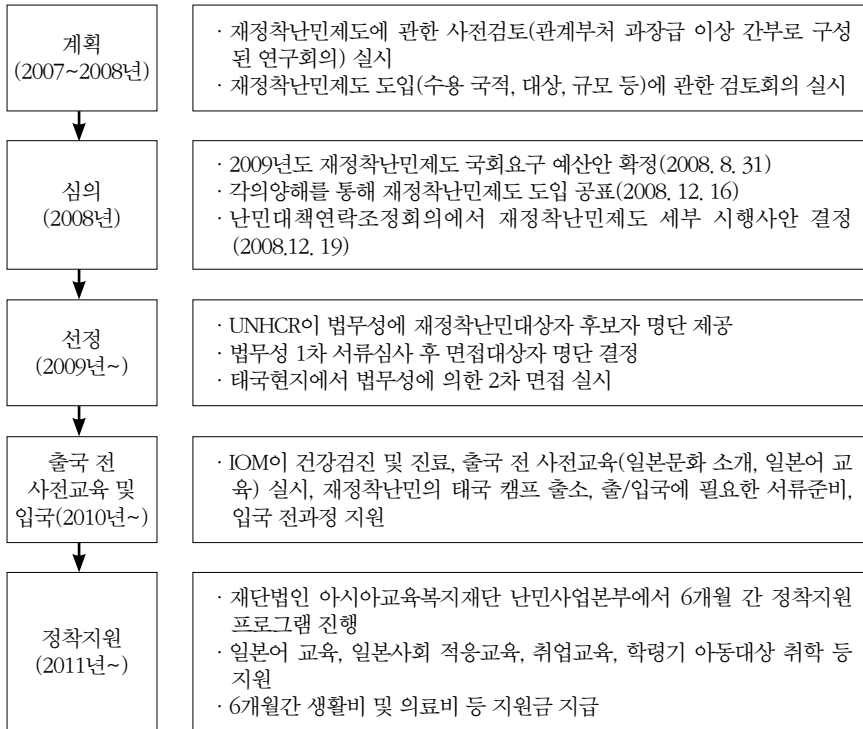 계획
(2007~2008년)
· 재정착난민제도에 관한 사전검토(관계부처 과장급 이상 간부로 구성
된 연구회의) 실시
· 재정착난민제도 도입(수용 국적, 대상, 규모 등)에 관한 검토회의 실시
심의
(2008년)
· 2009년도 재정착난민제도 국회요구 예산안 확정(2008. 8. 31)
· 각의양해를 통해 재정착난민제도 도입 공표(2008. 12. 16)
· 난민대책연락조정회의에서 재정착난민제도 세부 시행사안 결정
(2008.12. 19)
선정
(2009년~)
· UNHCR이 법무성에 재정착난민대상자 후보자 명단 제공
· 법무성 1차 서류심사 후 면접대상자 명단 결정
· 태국현지에서 법무성에 의한 2차 면접 실시
출국 전
사전교육 및
입국(2010년~)
· IOM이 건강검진 및 진료, 출국 전 사전교육(일본문화 소개, 일본어 교
육) 실시, 재정착난민의 태국 캠프 출소, 출/입국에 필요한 서류준비,
입국 전과정 지원
정착지원
(2011년~)
· 재단법인 아시아교육복지재단 난민사업본부에서 6개월 간 정착지원
프로그램 진행
· 일본어 교육, 일본사회 적응교육, 취업교육, 학령기 아동대상 취학 등
지원
· 6개월간 생활비 및 의료비 등 지원금 지급